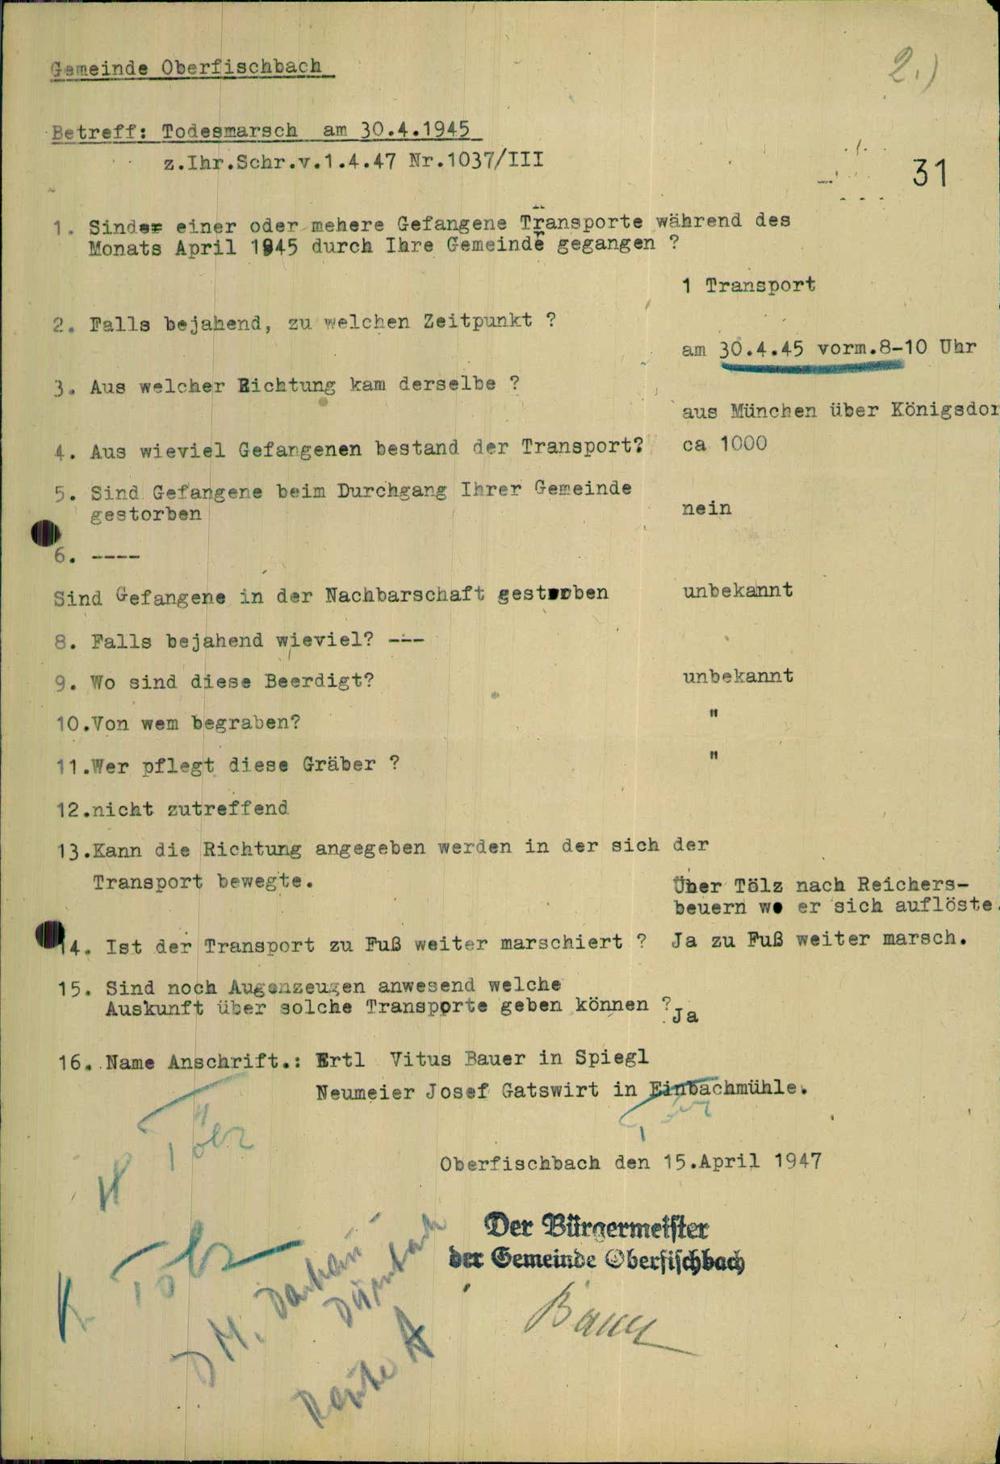 Gemeinde Oberfischbach
2.)
Betreff: Todesmarsch am 30.4.1945
z.Ihr.Schr.v.1.4.47 Nr.1037/III
31
1. Sind einer oder mehere Gefangene Transporte während des
Monats April 1945 durch Ihre Gemeinde gegangen ?
1 Transport
2. Falls bejahend, zu welchen Zeitpunkt ?
am 30.4.45 vorm.8-10 Uhr
3. Aus welcher Richtung kam derselbe ?
aus München über Königsdor
4. Aus wieviel Gefangenen bestand der Transport? ca 1000
5. Sind Gefangene beim Durchgang Ihrer Gemeinde
gestorben nein
6. ----
Sind Gefangene in der Nachbarschaft gestorben unbekannt
8. Falls bejahend wieviel? ---
9. Wo sind diese Beerdigt? unbekannt
10.Von wem begraben? "
11.Wer pflegt diese Gräber ? "
12.nicht zutreffend
13.Kann die Richtung angegeben werden in der sich der
Transport bewegte.
Über Tölz nach Reichers-
beuern wo er sich auflöste.
14. Ist der Transport zu Fuß weiter marschiert ? Ja zu Fuß weiter marsch.
15. Sind noch Augenzeugen anwesend welche
Auskunft über solche Transporte geben können ? Ja
16. Name Anschrift.: Ertl Vitus Bauer in Spiegl
Neumeier Josef Gatswirt in Einbachmühle.
Tölz
Oberfischbach den 15.April 1947
Der Bürgermeister
der Gemeinde Oberfischbach
K Tölz
D M. Dachau
Route A